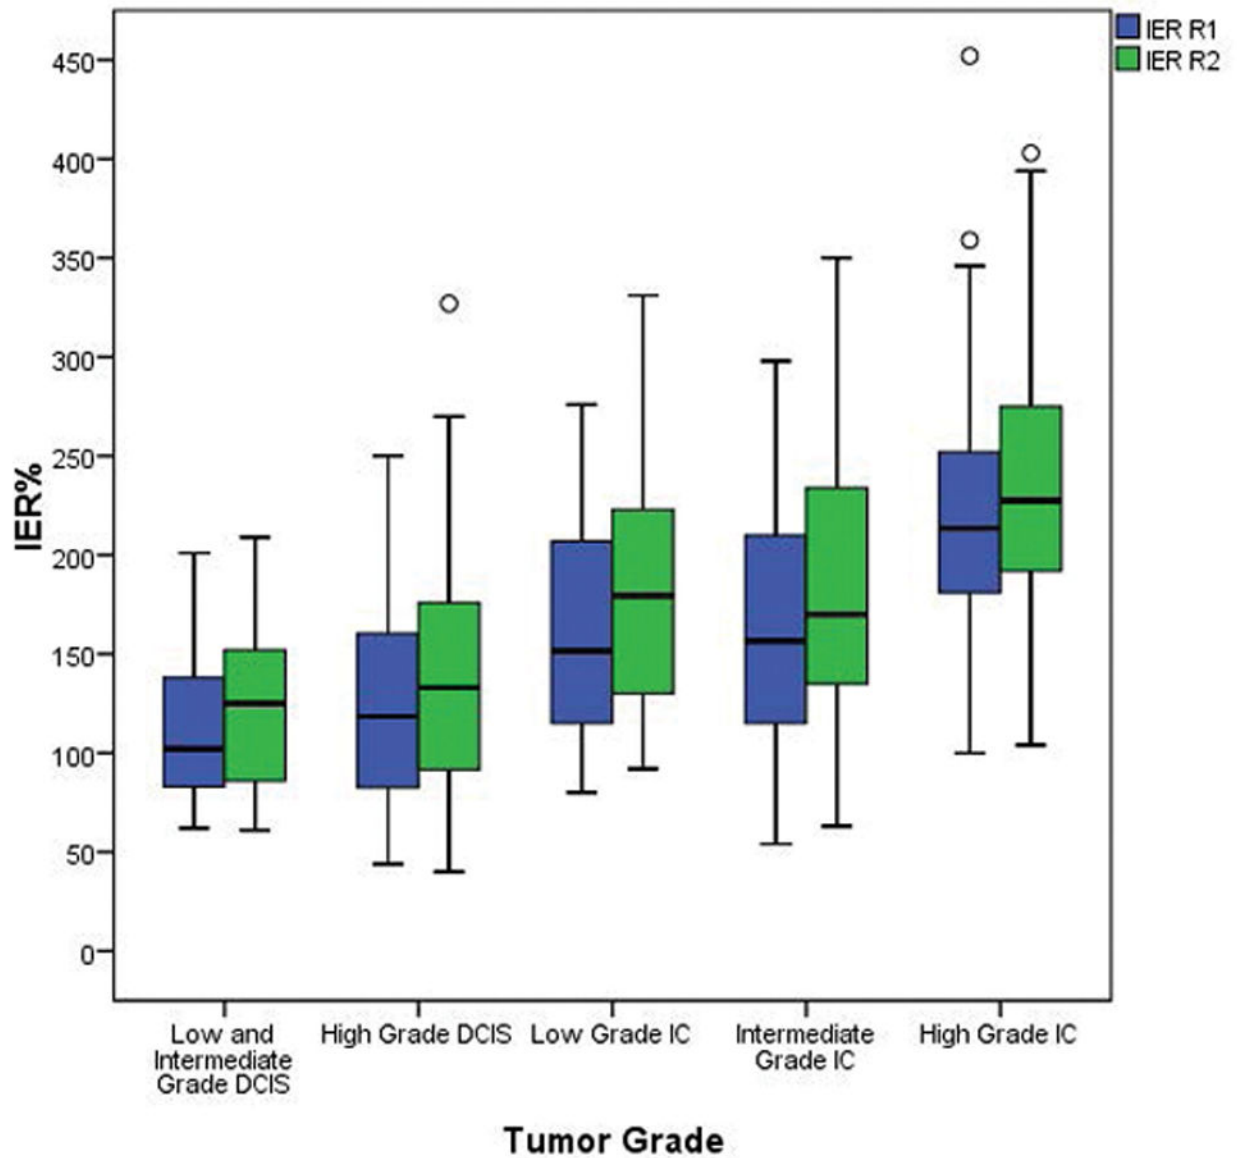 IER R1
IER R2
450
400
350
300
250
200
150
100
50
0
IER%
Low and
Intermediate
Grade DCIS
High Grade DCIS
Low Grade IC
Intermediate
Grade IC
High Grade IC
Tumor Grade